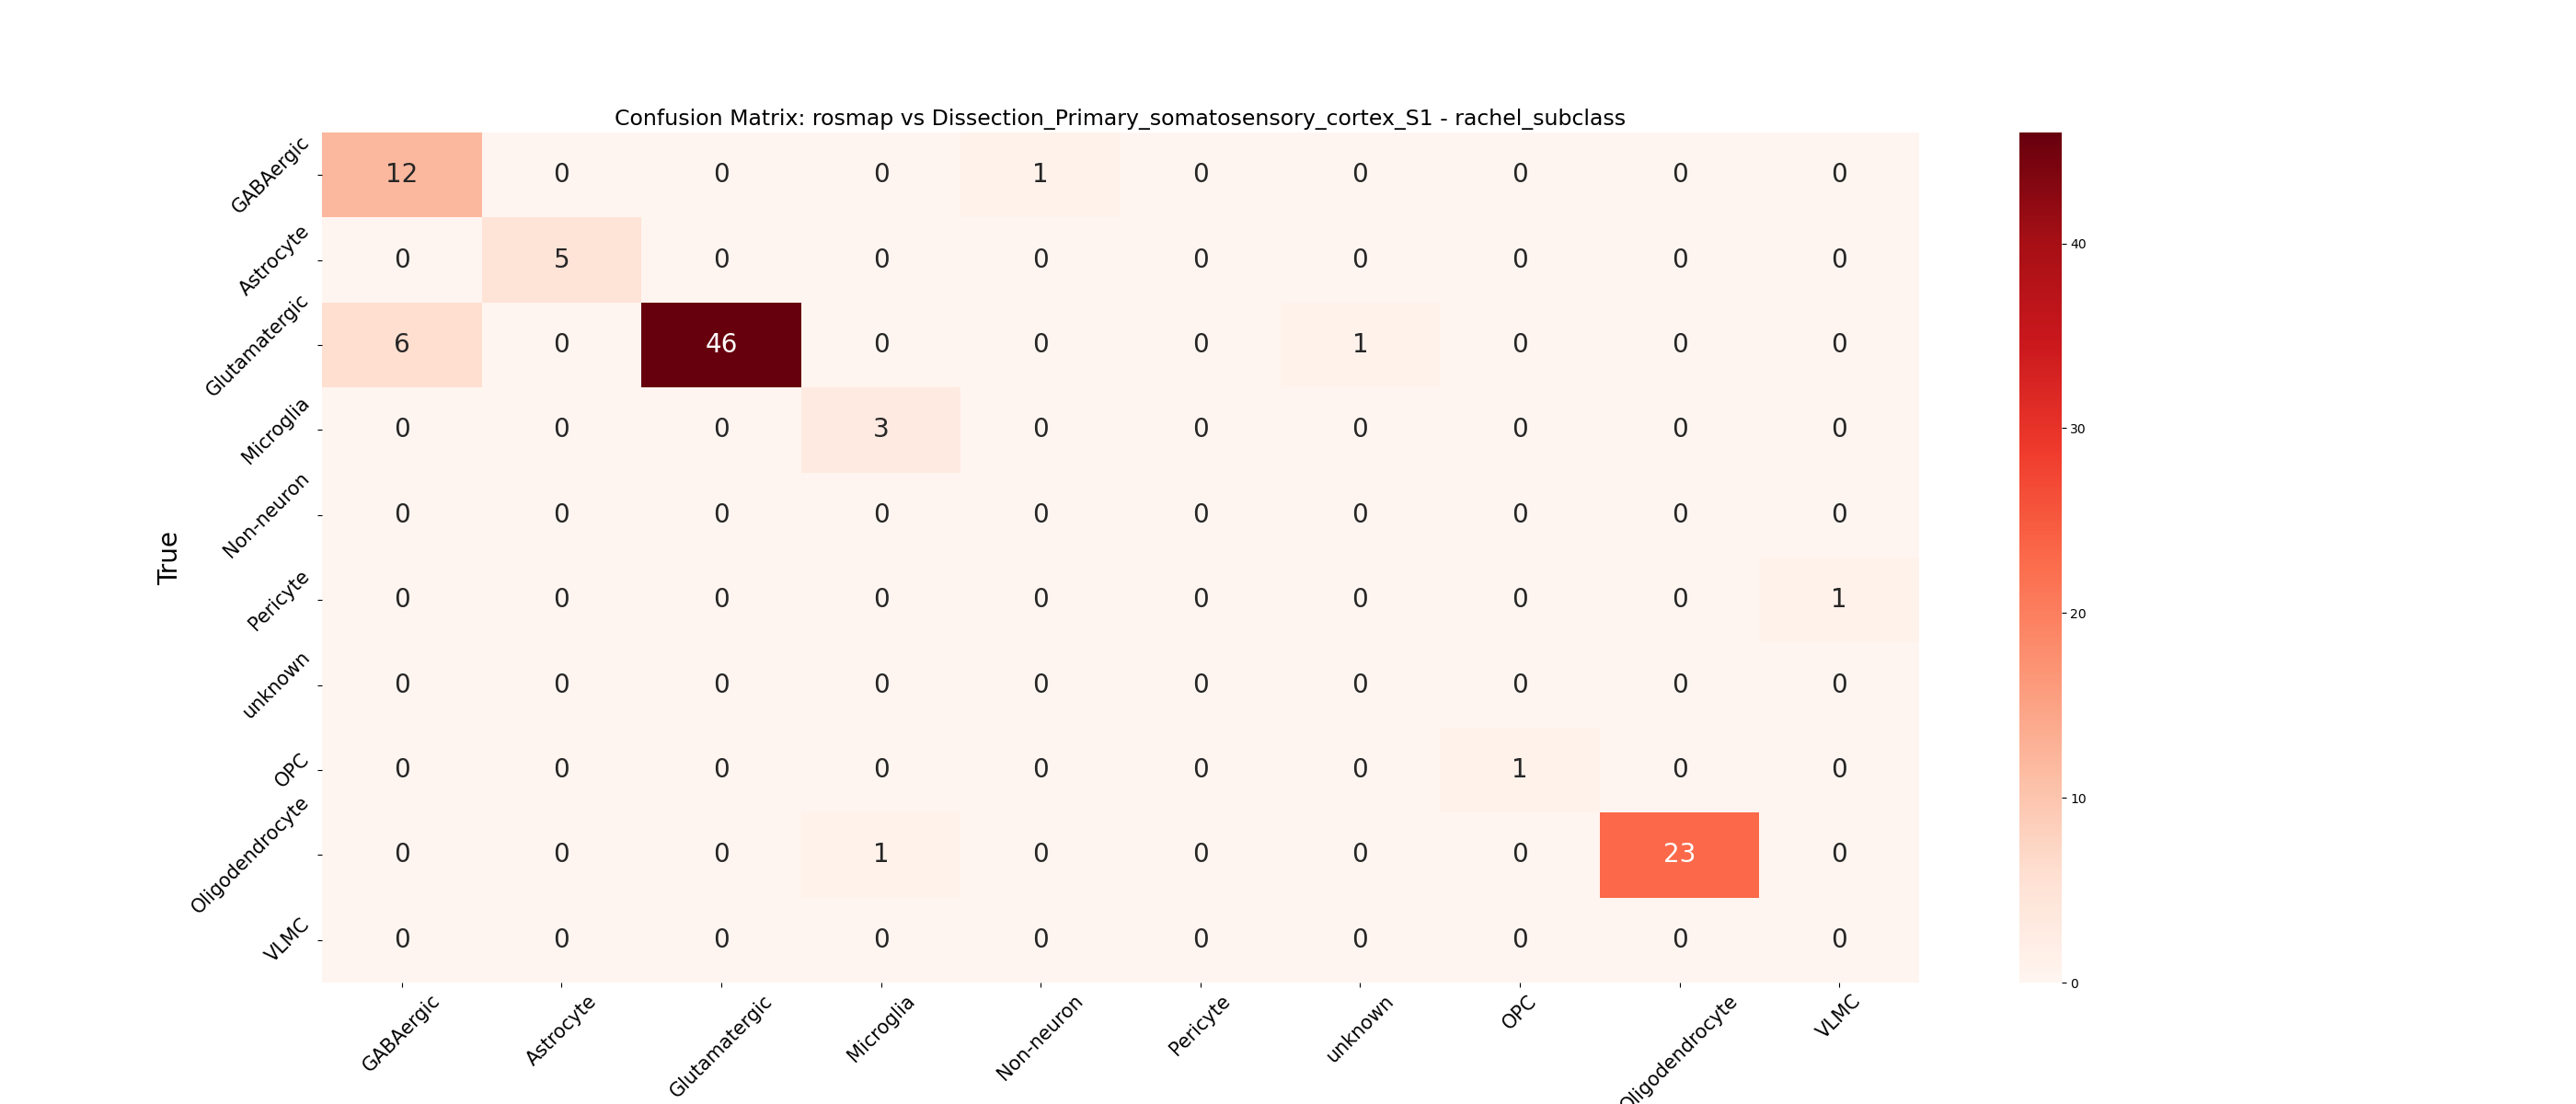 Confusion Matrix: rosmap vs Dissection_Primary_somatosensory_cortex_S1 - rachel_subclass
True
GABAergic 12 0 0 0 1 0 0 0 0 0
Astrocyte 0 5 0 0 0 0 0 0 0 0
Glutamatergic 6 0 46 0 0 0 1 0 0 0
Microglia 0 0 0 3 0 0 0 0 0 0
Non-neuron 0 0 0 0 0 0 0 0 0 0
Pericyte 0 0 0 0 0 0 0 0 0 1
unknown 0 0 0 0 0 0 0 0 0 0
OPC 0 0 0 0 0 0 0 1 0 0
Oligodendrocyte 0 0 0 1 0 0 0 0 23 0
VLMC 0 0 0 0 0 0 0 0 0 0
GABAergic Astrocyte Glutamatergic Microglia Non-neuron Pericyte unknown OPC Oligodendrocyte VLMC
40
30
20
10
0